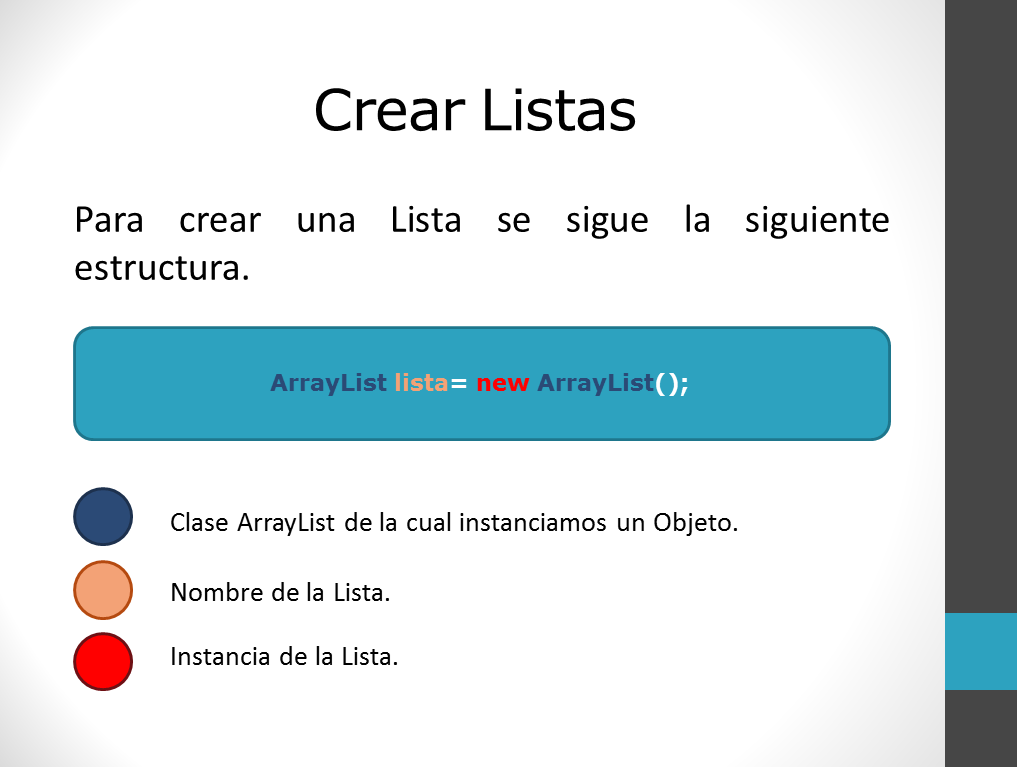 Crear Listas
Para crear una Lista se sigue la siguiente
estructura.
ArrayList lista= new ArrayList();
Clase ArrayList de la cual instanciamos un Objeto.
Nombre de la Lista.
Instancia de la Lista.